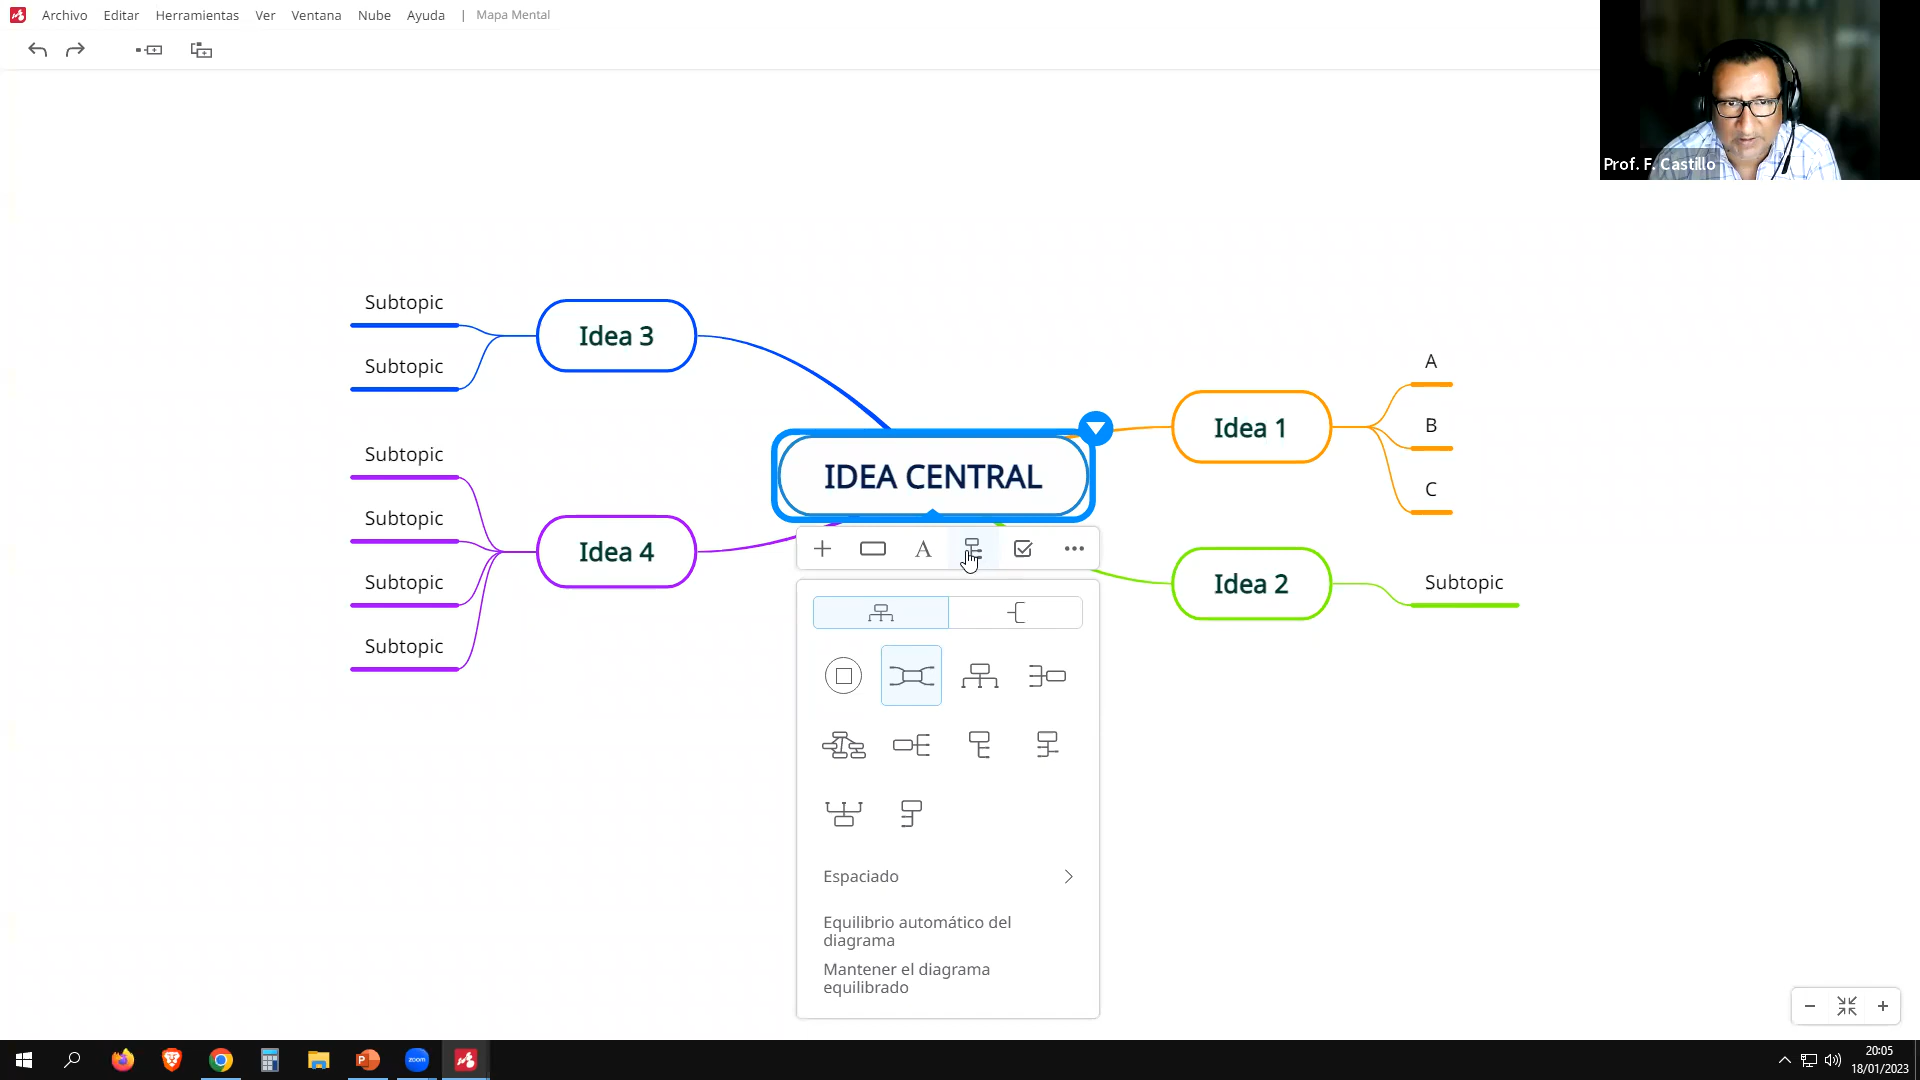 Archivo Editar Herramientas Ver Ventana Nube Ayuda | Mapa Mental
Prof. F. Castillo
Subtopic
Subtopic
Idea 3
Subtopic
Subtopic
Subtopic
Subtopic
Idea 4
IDEA CENTRAL
Idea 1
A
B
C
Idea 2
Subtopic
A
Espaciado
Equilibrio automático del
diagrama
Mantener el diagrama
equilibrado
zoom
20:05
18/01/2023